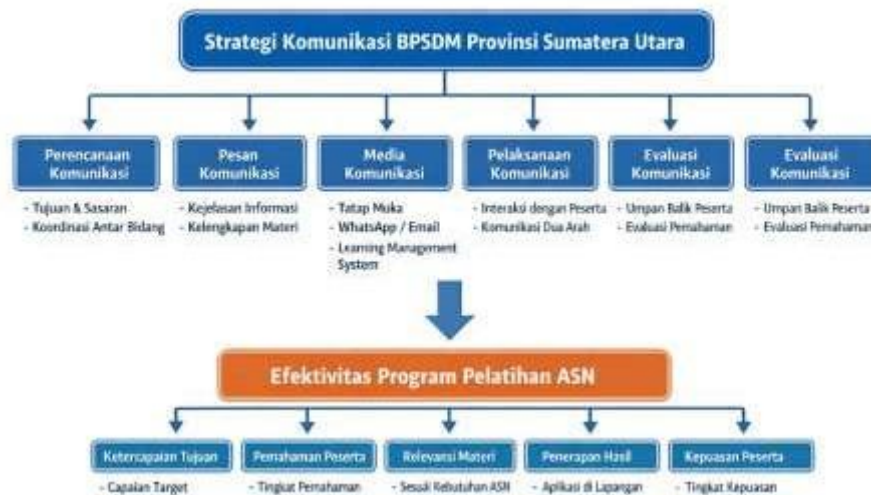 Strategi Komunikasi BPSDM Provinsi Sumatera Utara
Perencanaan
Komunikasi
- Tujuan & Sasaran
- Koordinasi Antar Bidang
Pesan
Komunikasi
- Kejelasan Informasi
- Kelengkapan Materi
Media
Komunikasi
- Tatap Muka
- WhatsApp / Email
- Learning Management
System
Pelaksanaan
Komunikasi
- Interaksi dengan Peserta
- Komunikasi Dua Arah
Evaluasi
Komunikasi
- Umpan Balik Peserta
- Evaluasi Pemahaman
Evaluasi
Komunikasi
- Umpan Balik Peserta
- Evaluasi Pemahaman
Efektivitas Program Pelatihan ASN
Ketercapaian Tujuan
- Capaian Target
Pemahaman Peserta
- Tingkat Pemahaman
Relevansi Materi
- Sesuai Kebutuhan ASN
Penerapan Hasil
- Aplikasi di Lapangan
Kepuasan Peserta
- Tingkat Kepuasan